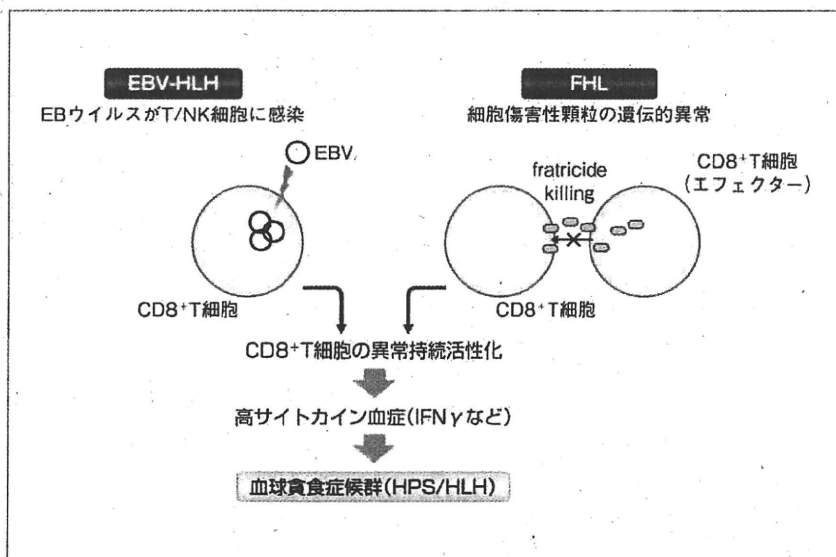 EBV-HLH
EBウイルスがT/NK細胞に感染
EBV
CD8⁺T細胞
FHL
細胞傷害性顆粒の遺伝的異常
fratricide
killing
CD8⁺T細胞
(エフェクター)
CD8⁺T細胞
CD8⁺T細胞の異常持続活性化
高サイトカイン血症(IFNγなど)
血球貪食症候群(HPS/HLH)